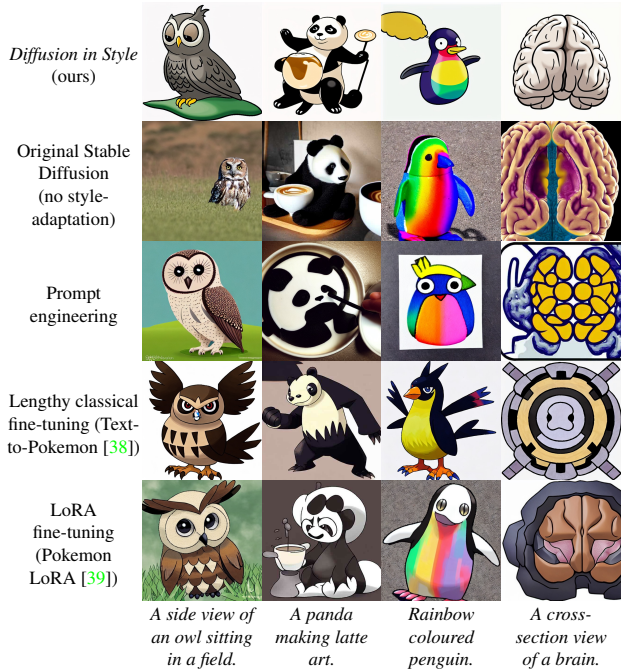 Diffusion in Style
(ours)
Original Stable
Diffusion
(no style-
adaptation)
Prompt
engineering
Lengthy classical
fine-tuning (Text-
to-Pokemon [38])
LoRA
fine-tuning
(Pokemon
LoRA [39])
A side view of
an owl sitting
in a field.
A panda
making latte
art.
Rainbow
coloured
penguin.
A cross-
section view
of a brain.